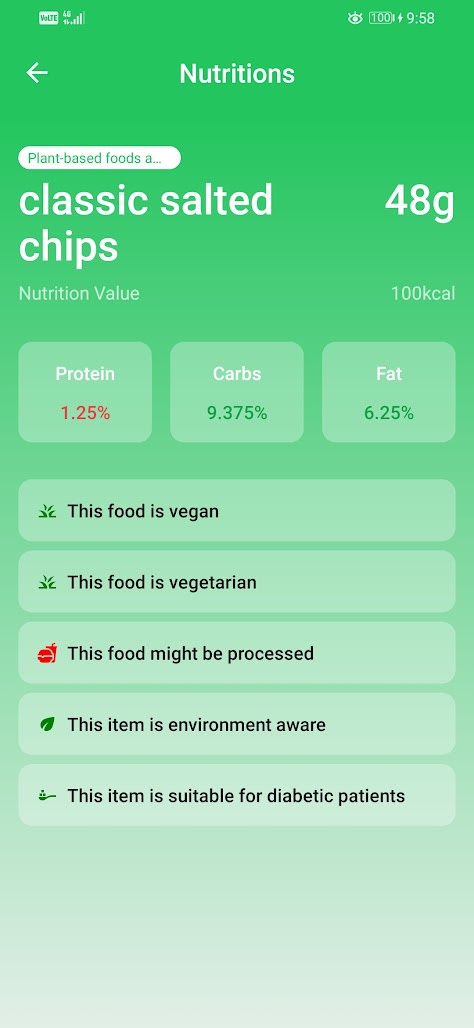 VoLTE 4G 100 9:58
Nutritions
Plant-based foods a...
classic salted 48g
chips
Nutrition Value 100kcal
Protein Carbs Fat
1.25% 9.375% 6.25%
This food is vegan
This food is vegetarian
This food might be processed
This item is environment aware
This item is suitable for diabetic patients